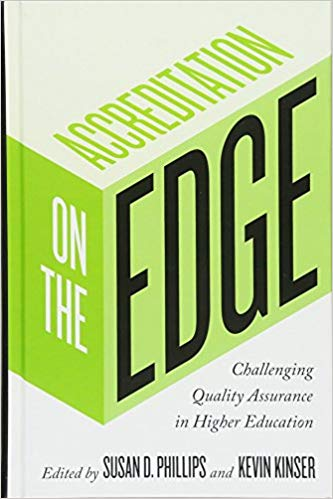 ACCREDITATION
ON THE
EDGE
Challenging
Quality Assurance
in Higher Education
Edited by SUSAN D. PHILLIPS and KEVIN KINSER